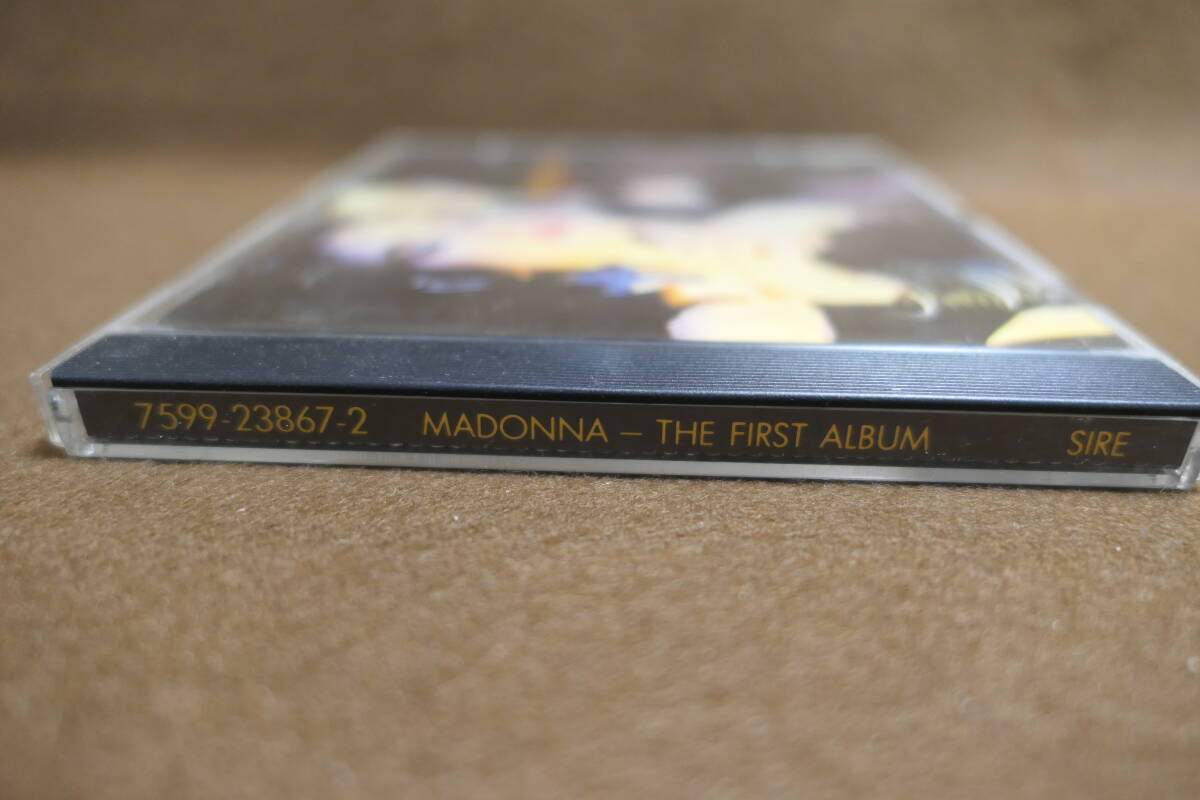 7599-23867-2 MADONNA – THE FIRST ALBUM SIRE